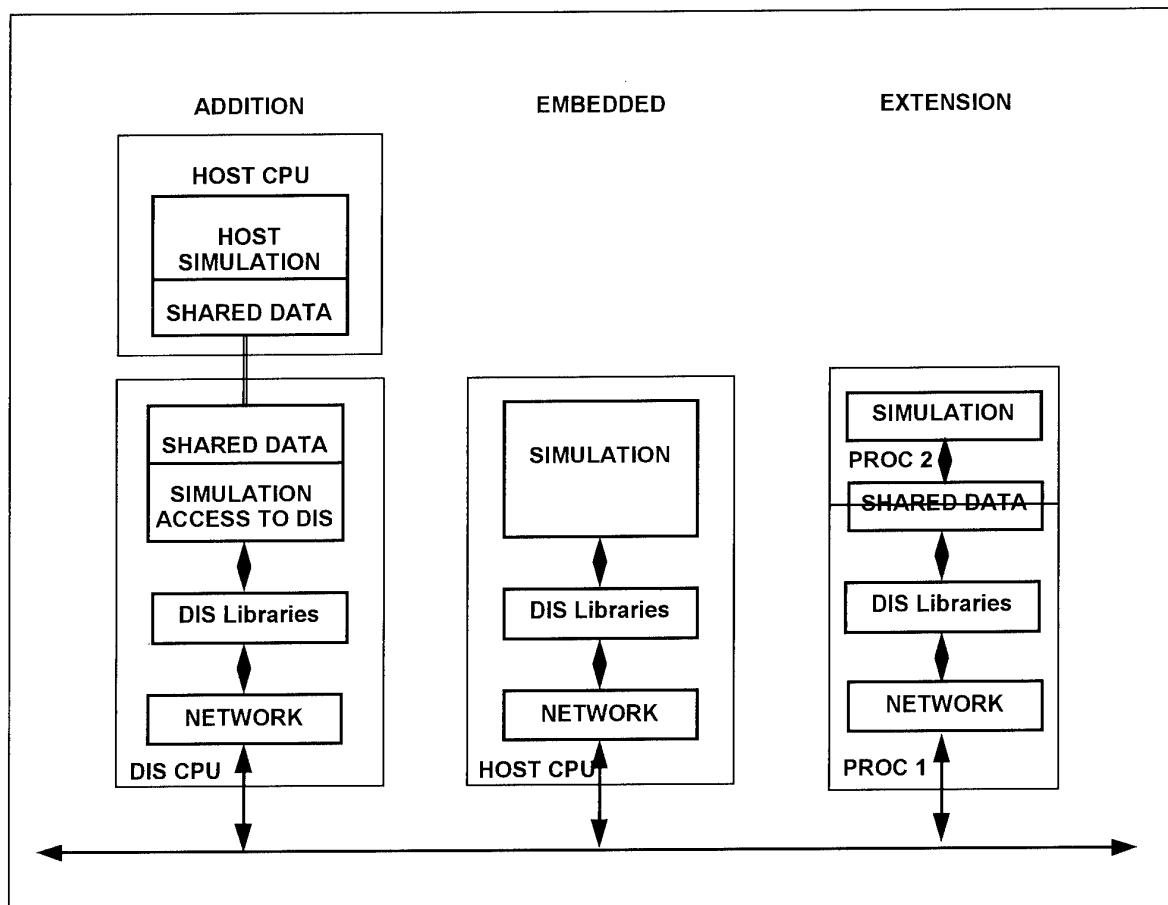 ADDITION
EMBEDDED
EXTENSION
HOST CPU
HOST
SIMULATION
SHARED DATA
SHARED DATA
SIMULATION
ACCESS TO DIS
DIS Libraries
NETWORK
DIS CPU
SIMULATION
DIS Libraries
NETWORK
HOST CPU
SIMULATION
PROC 2
SHARED DATA
DIS Libraries
NETWORK
PROC 1